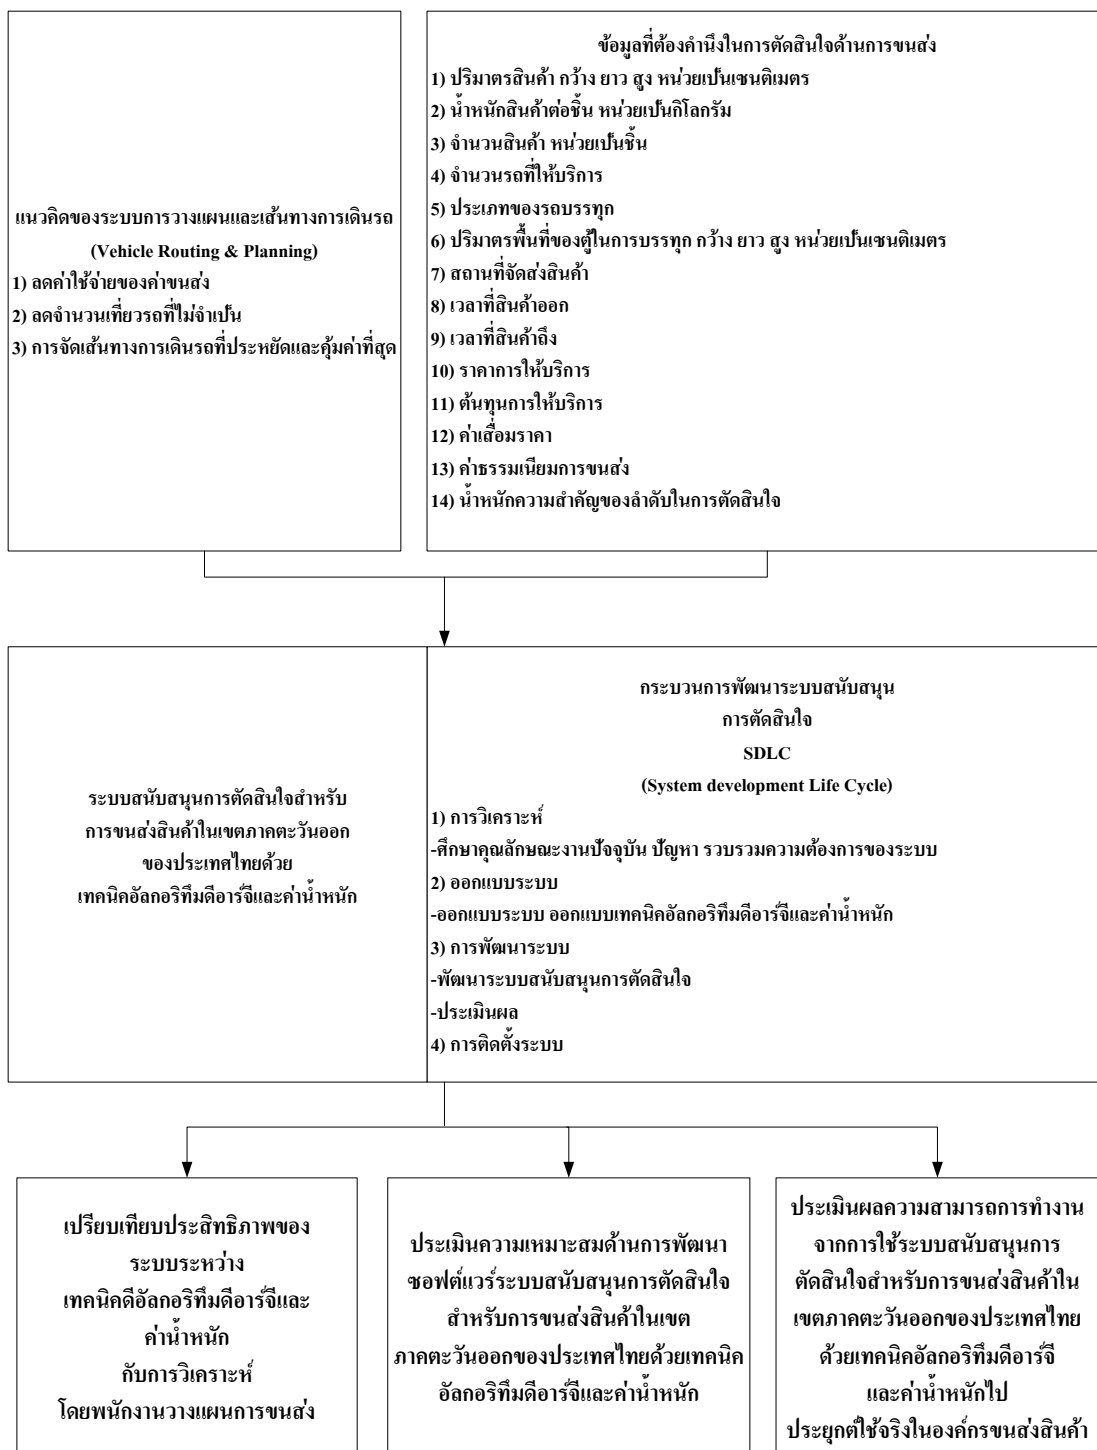 แนวคิดของระบบการวางแผนและเส้นทางการเดินรถ
(Vehicle Routing & Planning)
1) ลดค่าใช้จ่ายของค่าขนส่ง
2) ลดจำนวนเที่ยวรถที่ไม่จำเป็น
3) การจัดเส้นทางการเดินรถที่ประหยัดและคุ้มค่าที่สุด
ข้อมูลที่ต้องคำนึงในการตัดสินใจด้านการขนส่ง
1) ปริมาตรสินค้า กว้าง ยาว สูง หน่วยเป็นเซนติเมตร
2) น้ำหนักสินค้าต่อชิ้น หน่วยเป็นกิโลกรัม
3) จำนวนสินค้า หน่วยเป็นชิ้น
4) จำนวนรถที่ให้บริการ
5) ประเภทของรถบรรทุก
6) ปริมาตรพื้นที่ของตู้ในการบรรทุก กว้าง ยาว สูง หน่วยเป็นเซนติเมตร
7) สถานที่จัดส่งสินค้า
8) เวลาที่สินค้าออก
9) เวลาที่สินค้าถึง
10) ราคาการให้บริการ
11) ต้นทุนการให้บริการ
12) ค่าเสื่อมราคา
13) ค่าธรรมเนียมการขนส่ง
14) น้ำหนักความสำคัญของลำดับในการตัดสินใจ
ระบบสนับสนุนการตัดสินใจสำหรับ
การขนส่งสินค้าในเขตภาคตะวันออก
ของประเทศไทยด้วย
เทคนิคอัลกอริทึมดีอาร์จีและค่าน้ำหนัก
กระบวนการพัฒนาระบบสนับสนุน
การตัดสินใจ
SDLC
(System development Life Cycle)
1) การวิเคราะห์
-ศึกษาคุณลักษณะงานปัจจุบัน ปัญหา รวบรวมความต้องการของระบบ
2) ออกแบบระบบ
-ออกแบบระบบ ออกแบบเทคนิคอัลกอริทึมดีอาร์จีและค่าน้ำหนัก
3) การพัฒนาระบบ
-พัฒนาระบบสนับสนุนการตัดสินใจ
-ประเมินผล
4) การติดตั้งระบบ
เปรียบเทียบประสิทธิภาพของ
ระบบระหว่าง
เทคนิคดีอัลกอริทึมดีอาร์จีและ
ค่าน้ำหนัก
กับการวิเคราะห์
โดยพนักงานวางแผนการขนส่ง
ประเมินความเหมาะสมด้านการพัฒนา
ซอฟต์แวร์ระบบสนับสนุนการตัดสินใจ
สำหรับการขนส่งสินค้าในเขต
ภาคตะวันออกของประเทศไทยด้วยเทคนิค
อัลกอริทึมดีอาร์จีและค่าน้ำหนัก
ประเมินผลความสามารถการทำงาน
จากการใช้ระบบสนับสนุนการ
ตัดสินใจสำหรับการขนส่งสินค้าใน
เขตภาคตะวันออกของประเทศไทย
ด้วยเทคนิคอัลกอริทึมดีอาร์จี
และค่าน้ำหนักไป
ประยุกต์ใช้จริงในองค์กรขนส่งสินค้า